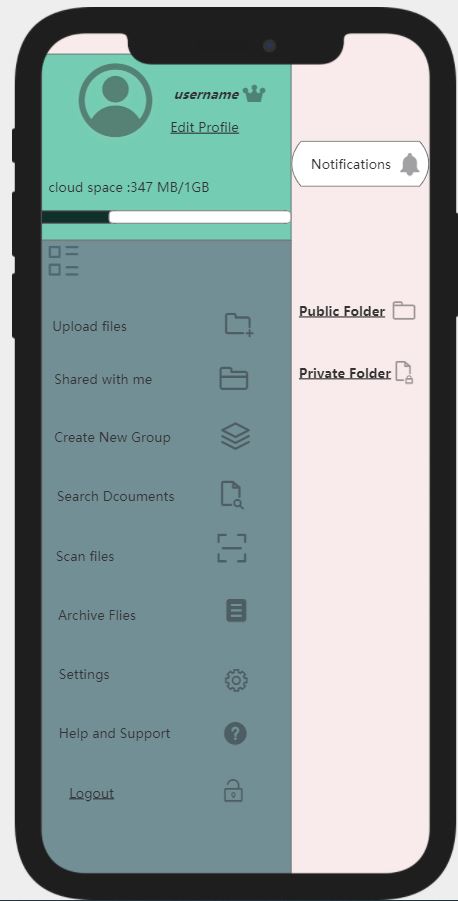 username
Edit Profile
cloud space :347 MB/1GB
Notifications
Public Folder
Private Folder
Upload files
Shared with me
Create New Group
Search Dcouments
Scan files
Archive Flies
Settings
Help and Support
Logout